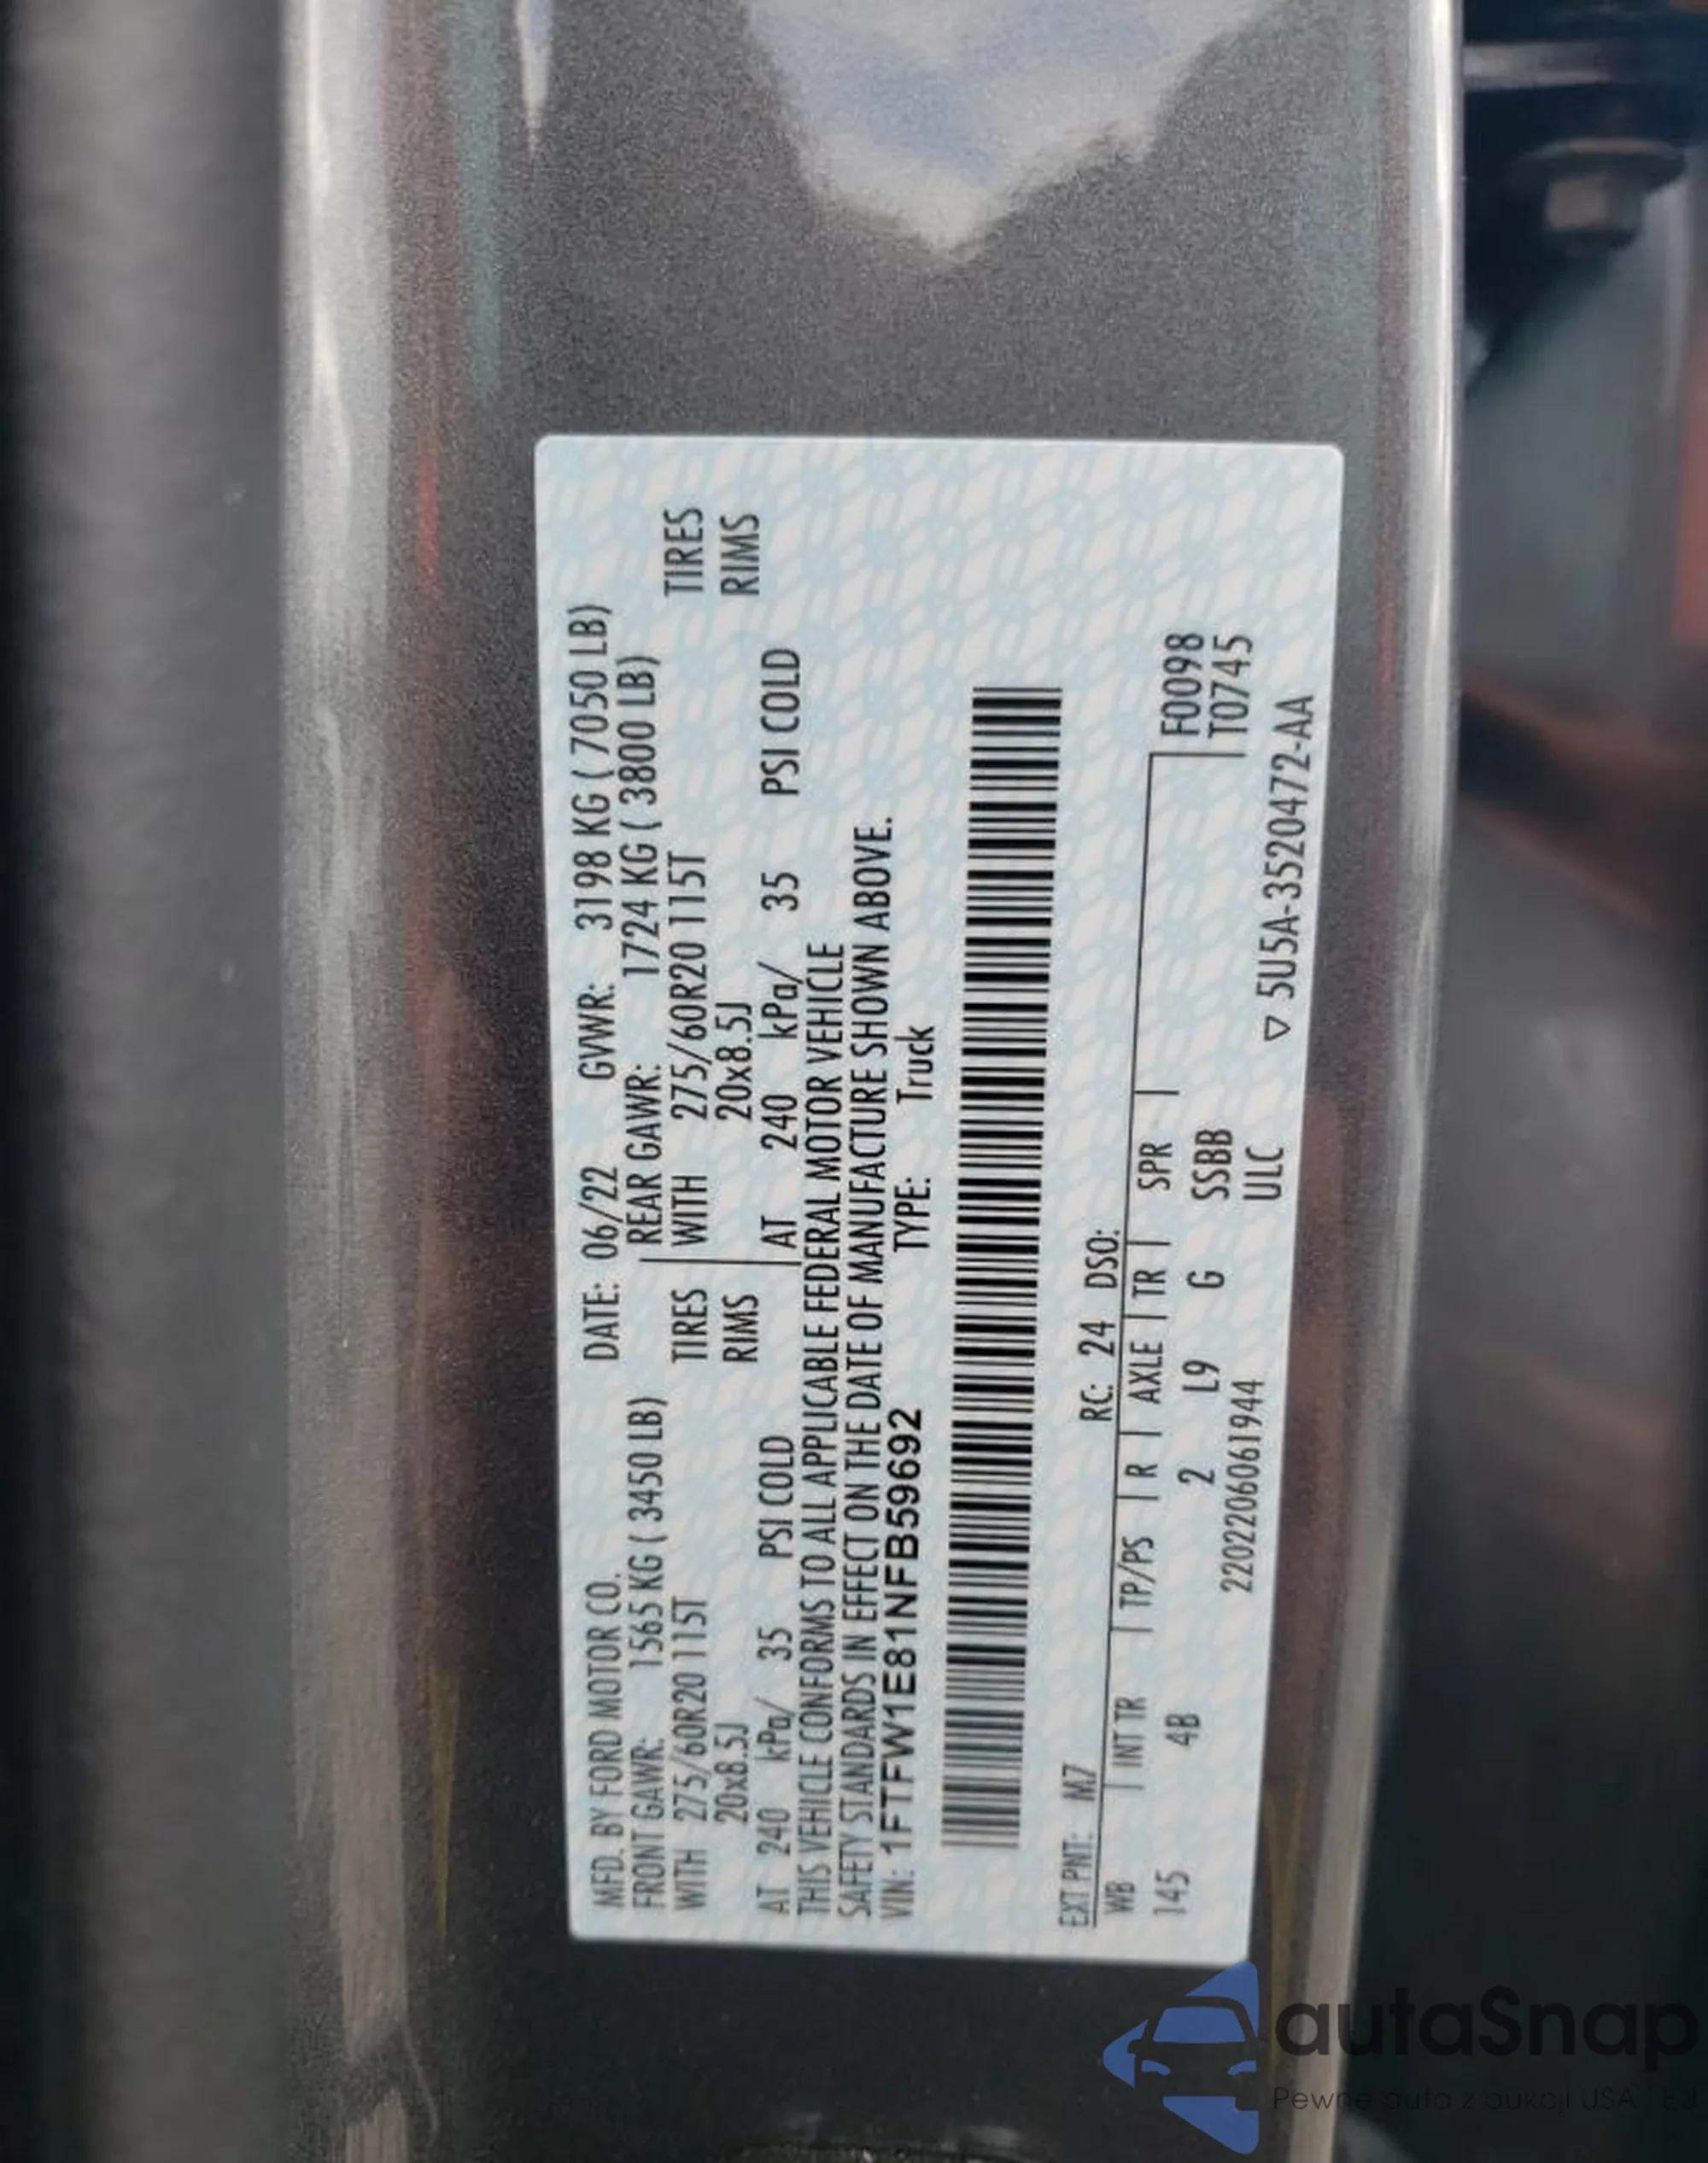 MFD. BY FORD MOTOR CO. DATE: 06/22 GVWR: 3198 KG ( 7050 LB)
FRONT GAWR: 1565 KG ( 3450 LB) REAR GAWR: 1724 KG ( 3800 LB)
WITH 275/60R20 115T TIRES WITH 275/60R20 115T TIRES
20x8.5J RIMS 20x8.5J RIMS
AT 240 kPa/ 35 PSI COLD AT 240 kPa/ 35 PSI COLD
THIS VEHICLE CONFORMS TO ALL APPLICABLE FEDERAL MOTOR VEHICLE
SAFETY STANDARDS IN EFFECT ON THE DATE OF MANUFACTURE SHOWN ABOVE.
VIN: 1FTFW1E81NFB59692 TYPE: Truck
EXT PNT: M7 RC: 24 DSO:
WB | INT TR | TP/PS | R | AXLE | TR | SPR |
F0098
145 4B 2 L9 G SSBB T0745
2202206061944 ULC
▽ 5U5A-3520472-AA
autaSnap
Pewne auta z aukcji USA